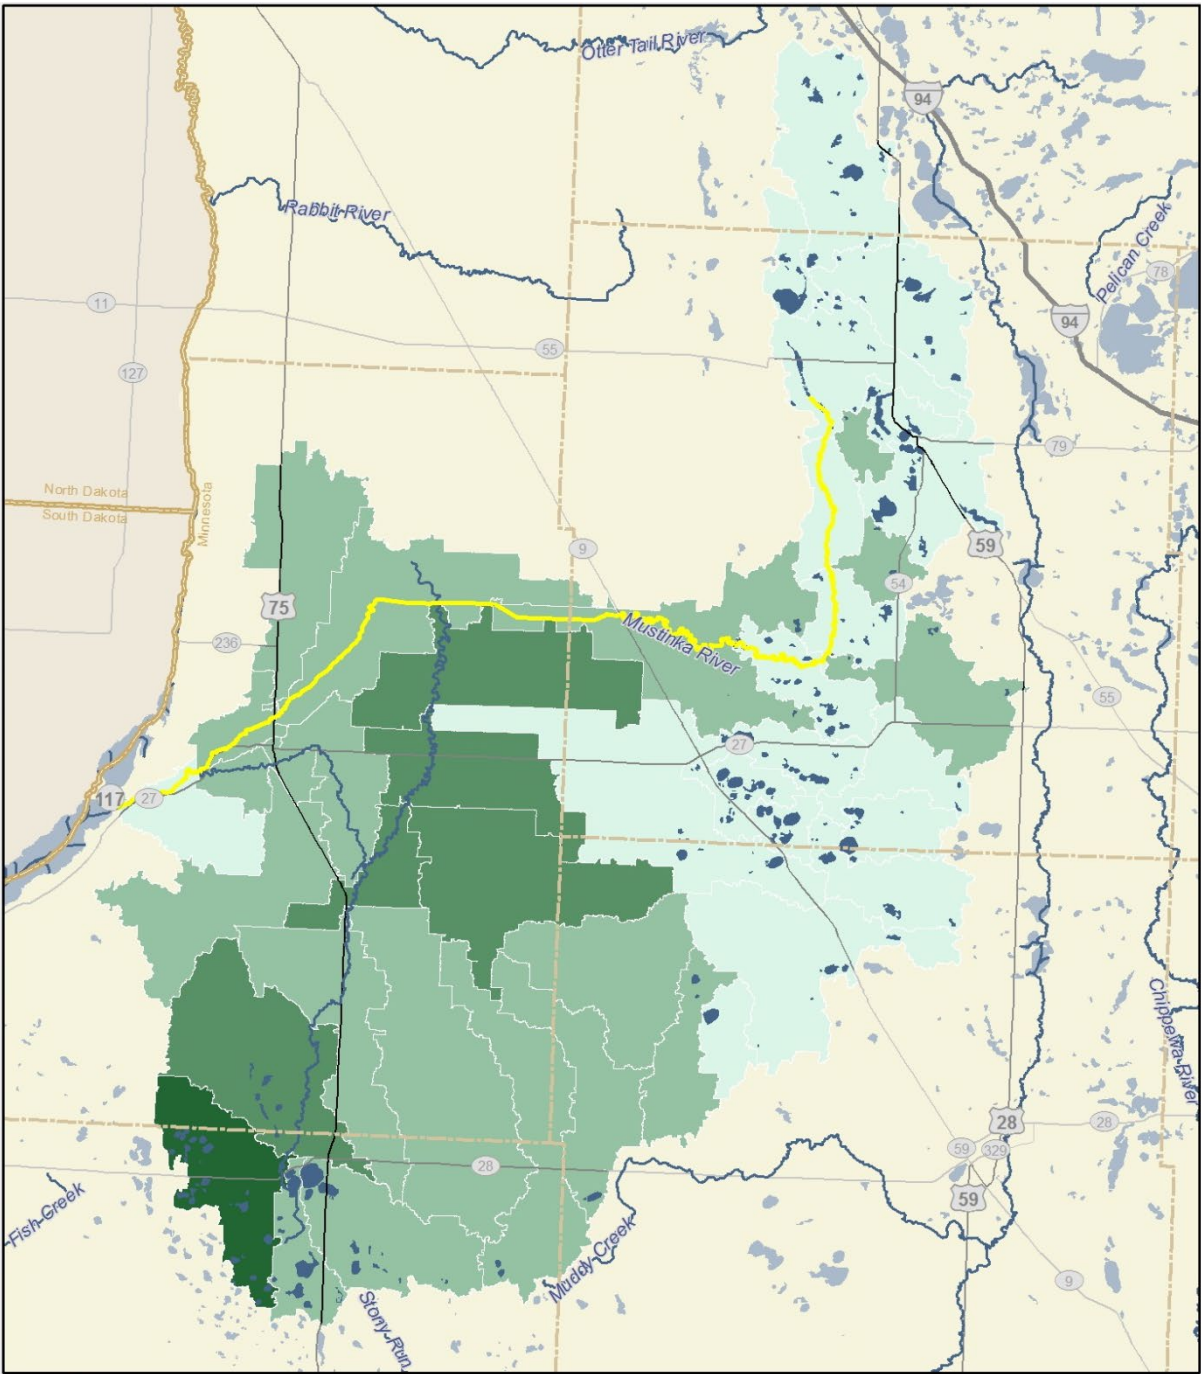 Otter Tail River
94
Rabbit River
Pelican Creek
78
11
94
55
127
79
North Dakota
South Dakota
Minnesota
9
59
54
75
Mustinka River
236
55
27
117
27
Chippewa River
28
28
59
329
28
59
Fish Creek
Muddy Creek
9
Stony Run